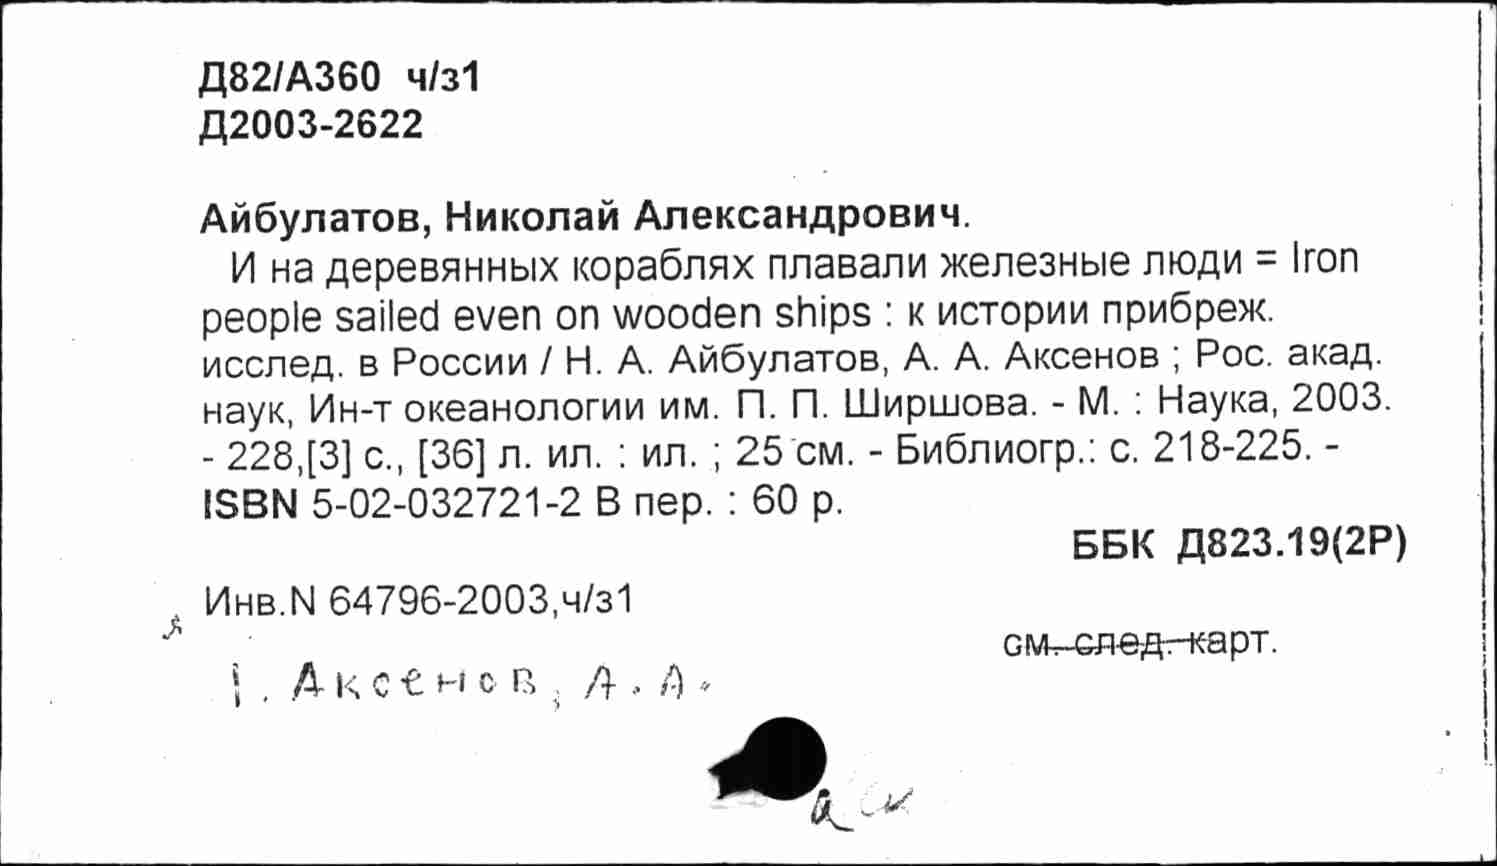 Д82/А360 ч/з1
Д2003-2622
Айбулатов, Николай Александрович.
И на деревянных кораблях плавали железные люди = Iron
people sailed even on wooden ships : к истории прибреж.
исслед. в России / Н. А. Айбулатов, А. А. Аксенов ; Рос. акад.
наук, Ин-т океанологии им. П. П. Ширшова. - М. : Наука, 2003.
- 228,[3] с., [36] л. ил. : ил. ; 25 см. - Библиогр.: с. 218-225. -
ISBN 5-02-032721-2 В пер. : 60 р.
ББК Д823.19(2Р)
Инв.N 64796-2003,ч/з1
см. след. карт.
1. Аксенов, А. А.